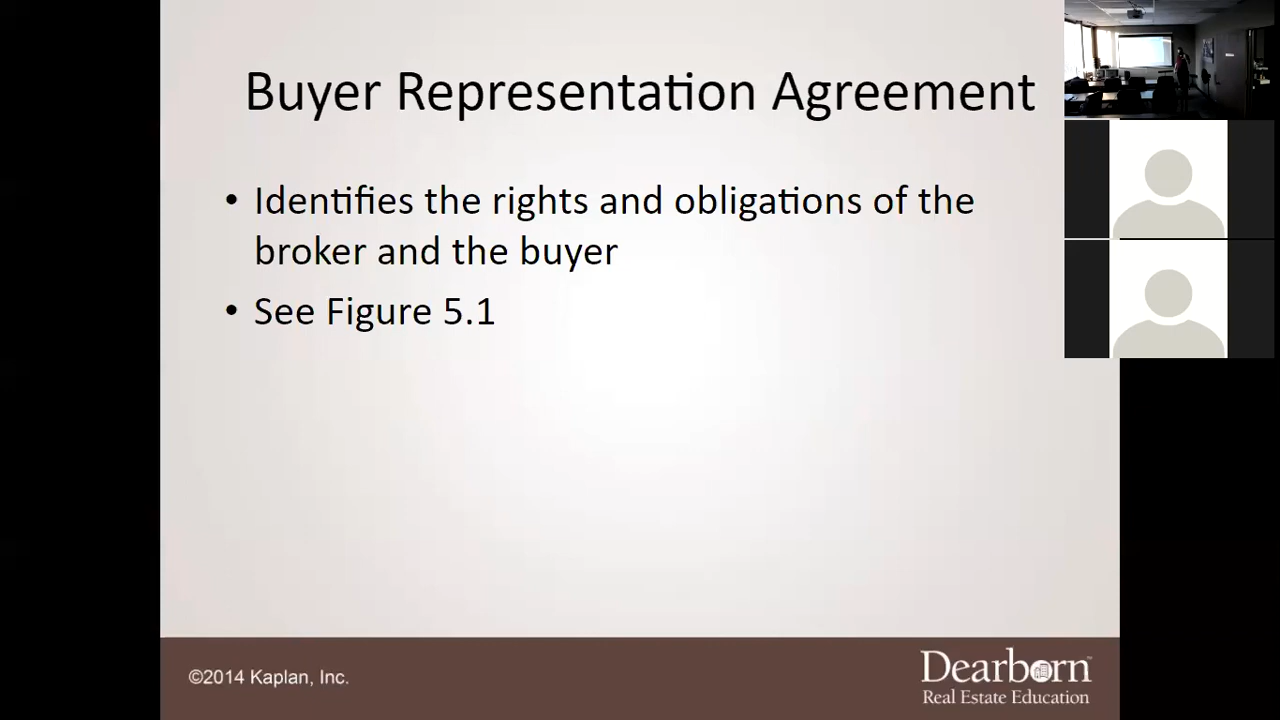 Buyer Representation Agreement
• Identifies the rights and obligations of the
broker and the buyer
• See Figure 5.1
©2014 Kaplan, Inc.
Dearborn™
Real Estate Education